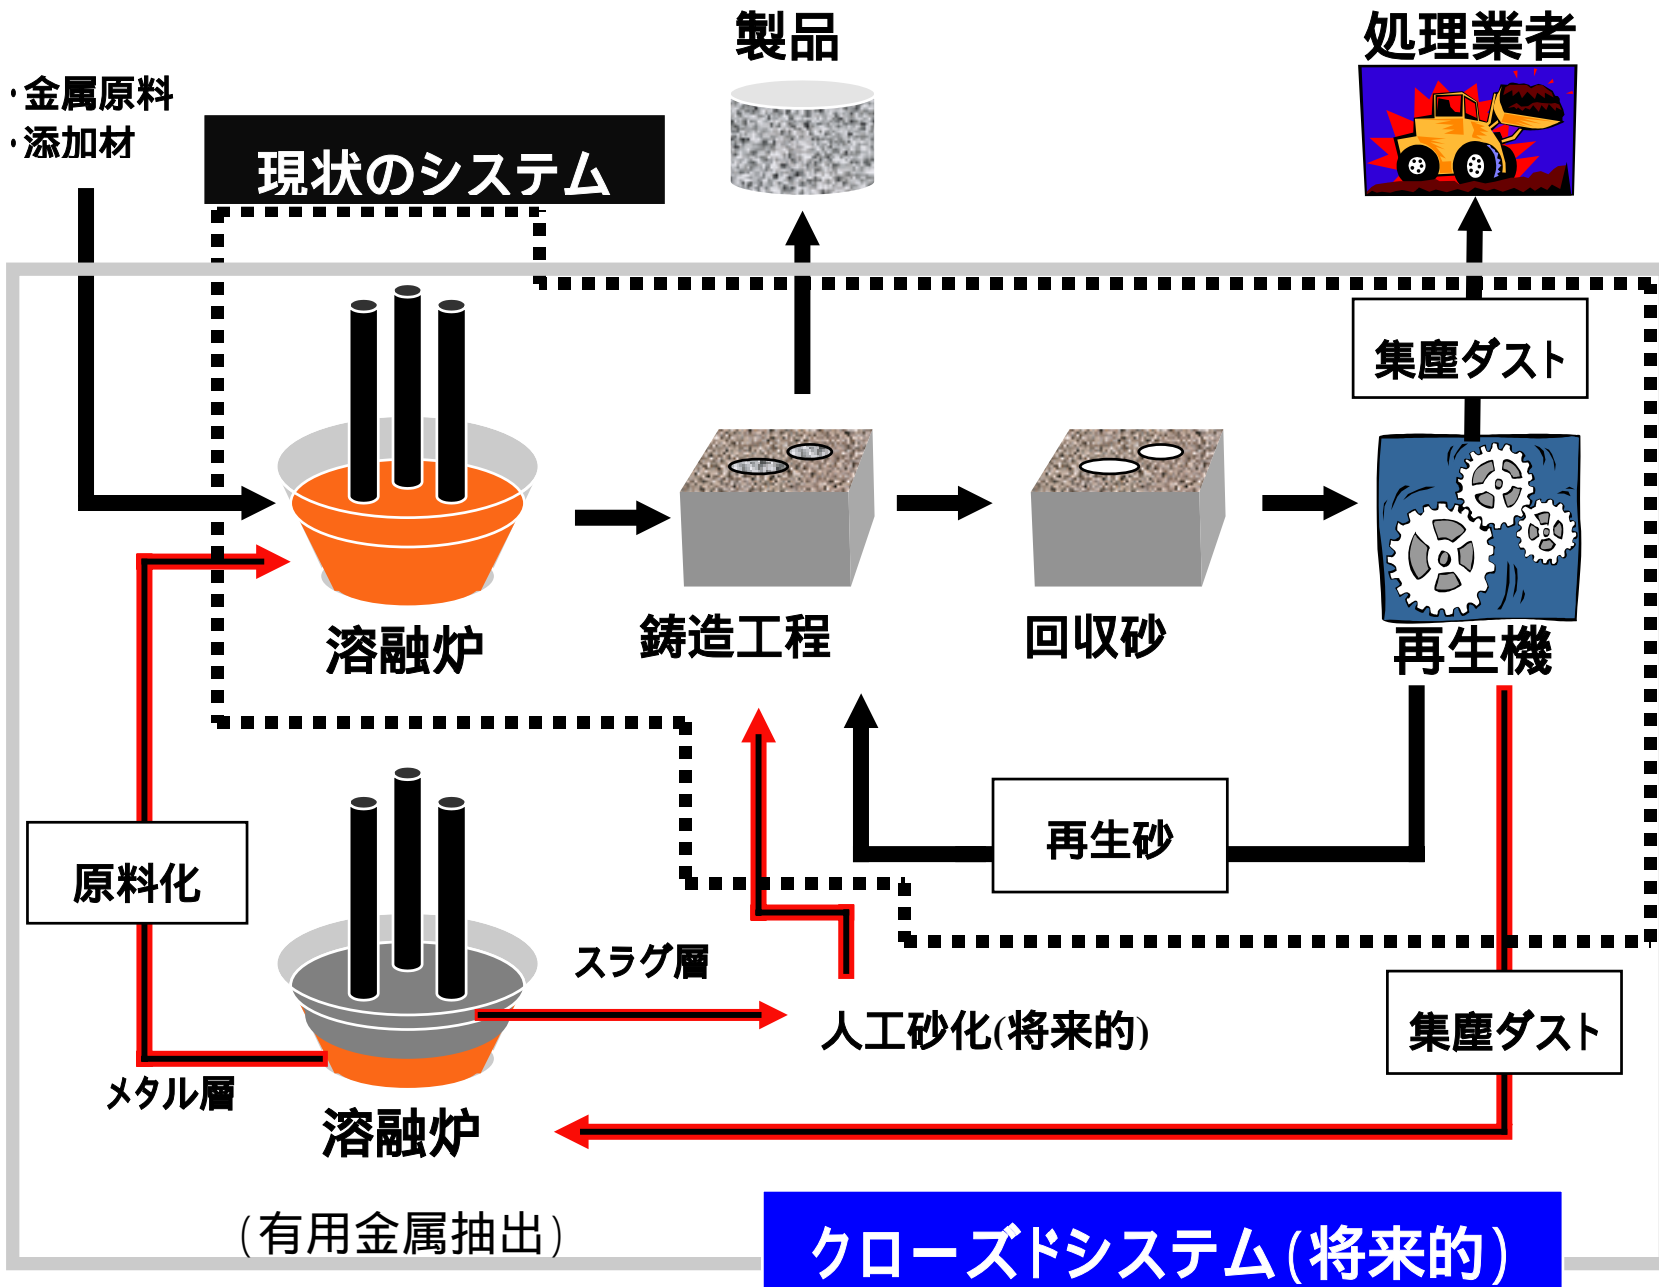 製品
処理業者
・金属原料
・添加材
現状のシステム
集塵ダスト
溶融炉
鋳造工程
回収砂
再生機
再生砂
原料化
スラグ層
人工砂化(将来的)
集塵ダスト
メタル層
溶融炉
(有用金属抽出)
クローズドシステム(将来的)